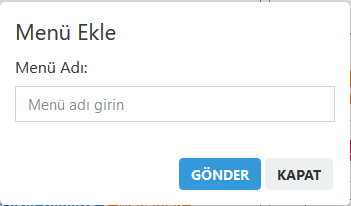 Menü Ekle
Menü Adı:
Menü adı girin
GÖNDER KAPAT